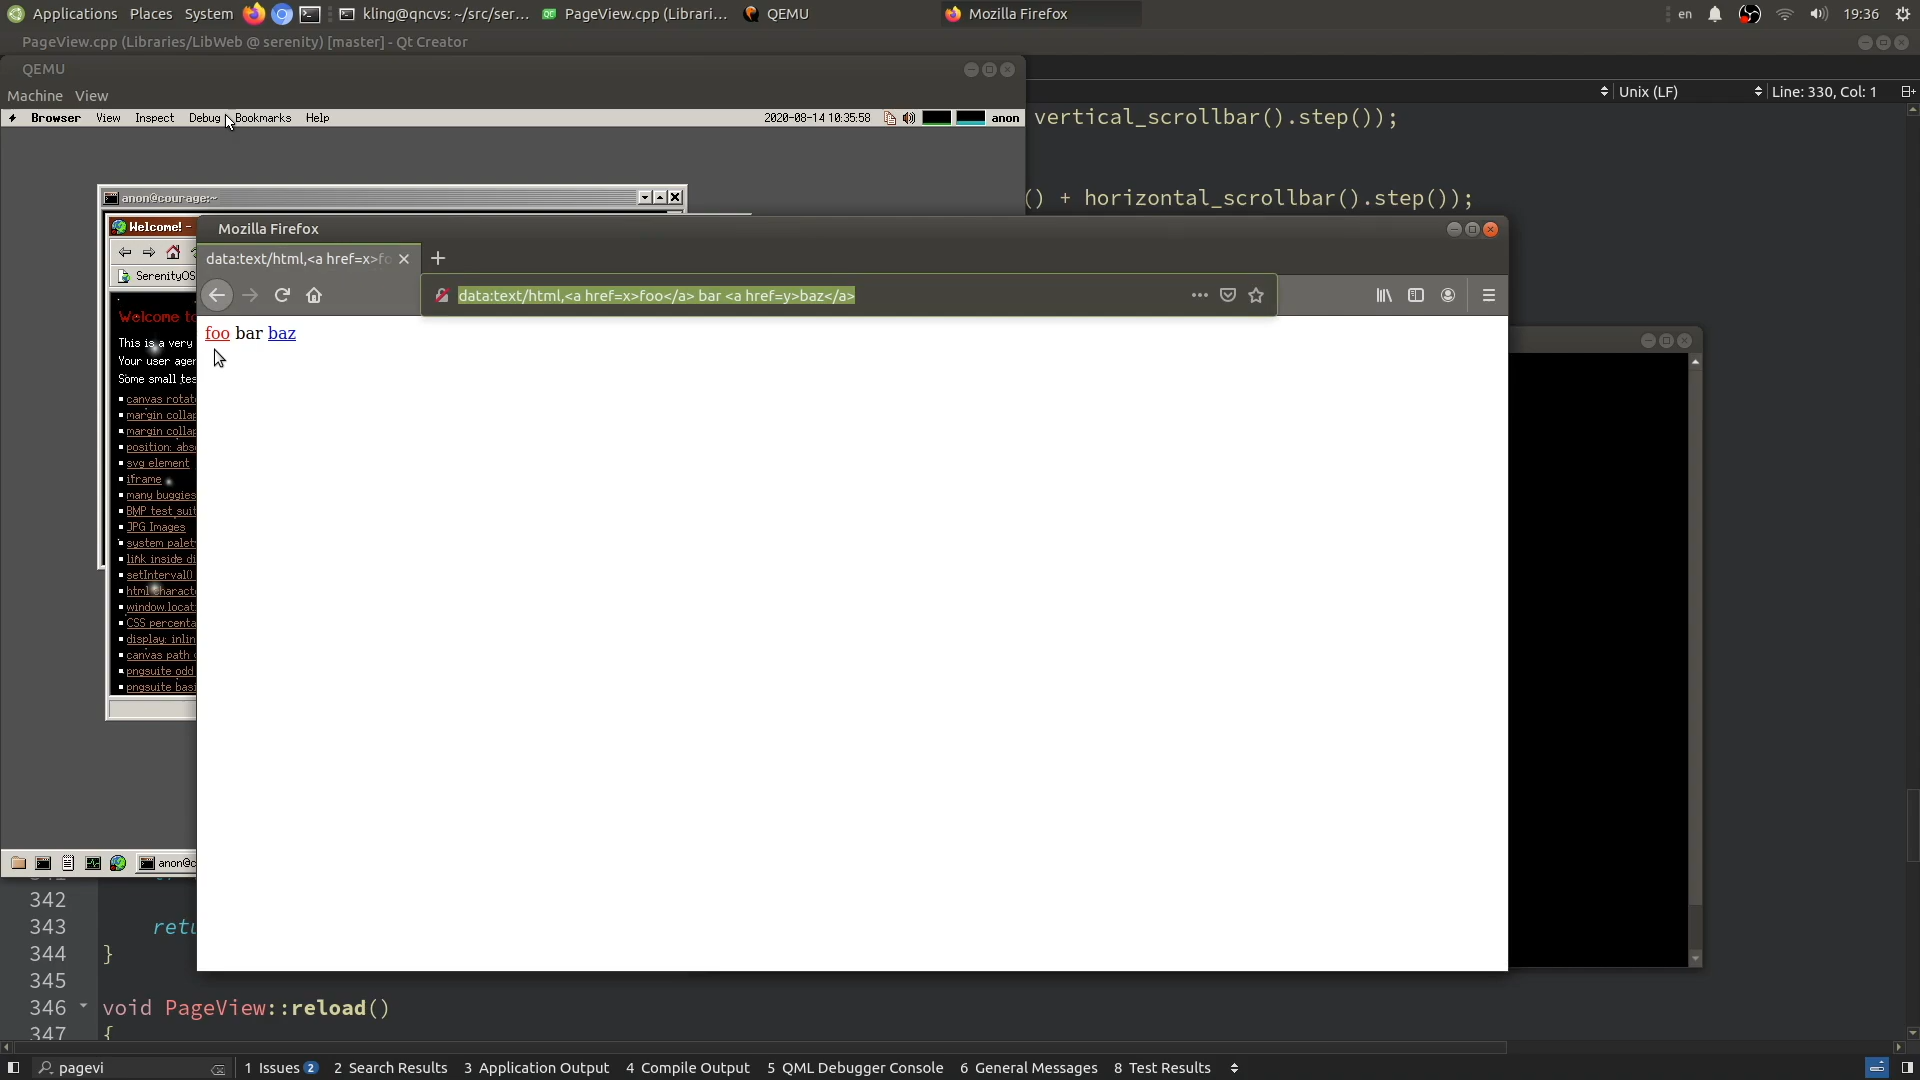 Applications Places System kling@qncvs: ~/src/ser... PageView.cpp (Librari... QEMU Mozilla Firefox en 19:36
PageView.cpp (Libraries/LibWeb @ serenity) [master] - Qt Creator
QEMU
Machine View
Unix (LF) Line: 330, Col: 1
Browser View Inspect Debug Bookmarks Help 2020-08-14 10:35:58 anon
vertical_scrollbar().step());
() + horizontal_scrollbar().step());
anon@courage:~
Welcome! -
Mozilla Firefox
data:text/html,<a href=x>fo
SerenityOS
data:text/html,<a href=x>foo</a> bar <a href=y>baz</a>
foo bar baz
Welcome to
This is a very
Your user agen
Some small tes
canvas rotat
margin collap
margin collap
position: abso
svg element
iframe
many buggies
BMP test suit
JPG Images
system palet
link inside di
setInterval()
html characte
window.locati
CSS percenta
display: inlin
canvas path
pngsuite odd
pngsuite basi
anon@c
342
343 retu
344 }
345
346 void PageView::reload()
347 {
pagevi 1 Issues 2 2 Search Results 3 Application Output 4 Compile Output 5 QML Debugger Console 6 General Messages 8 Test Results